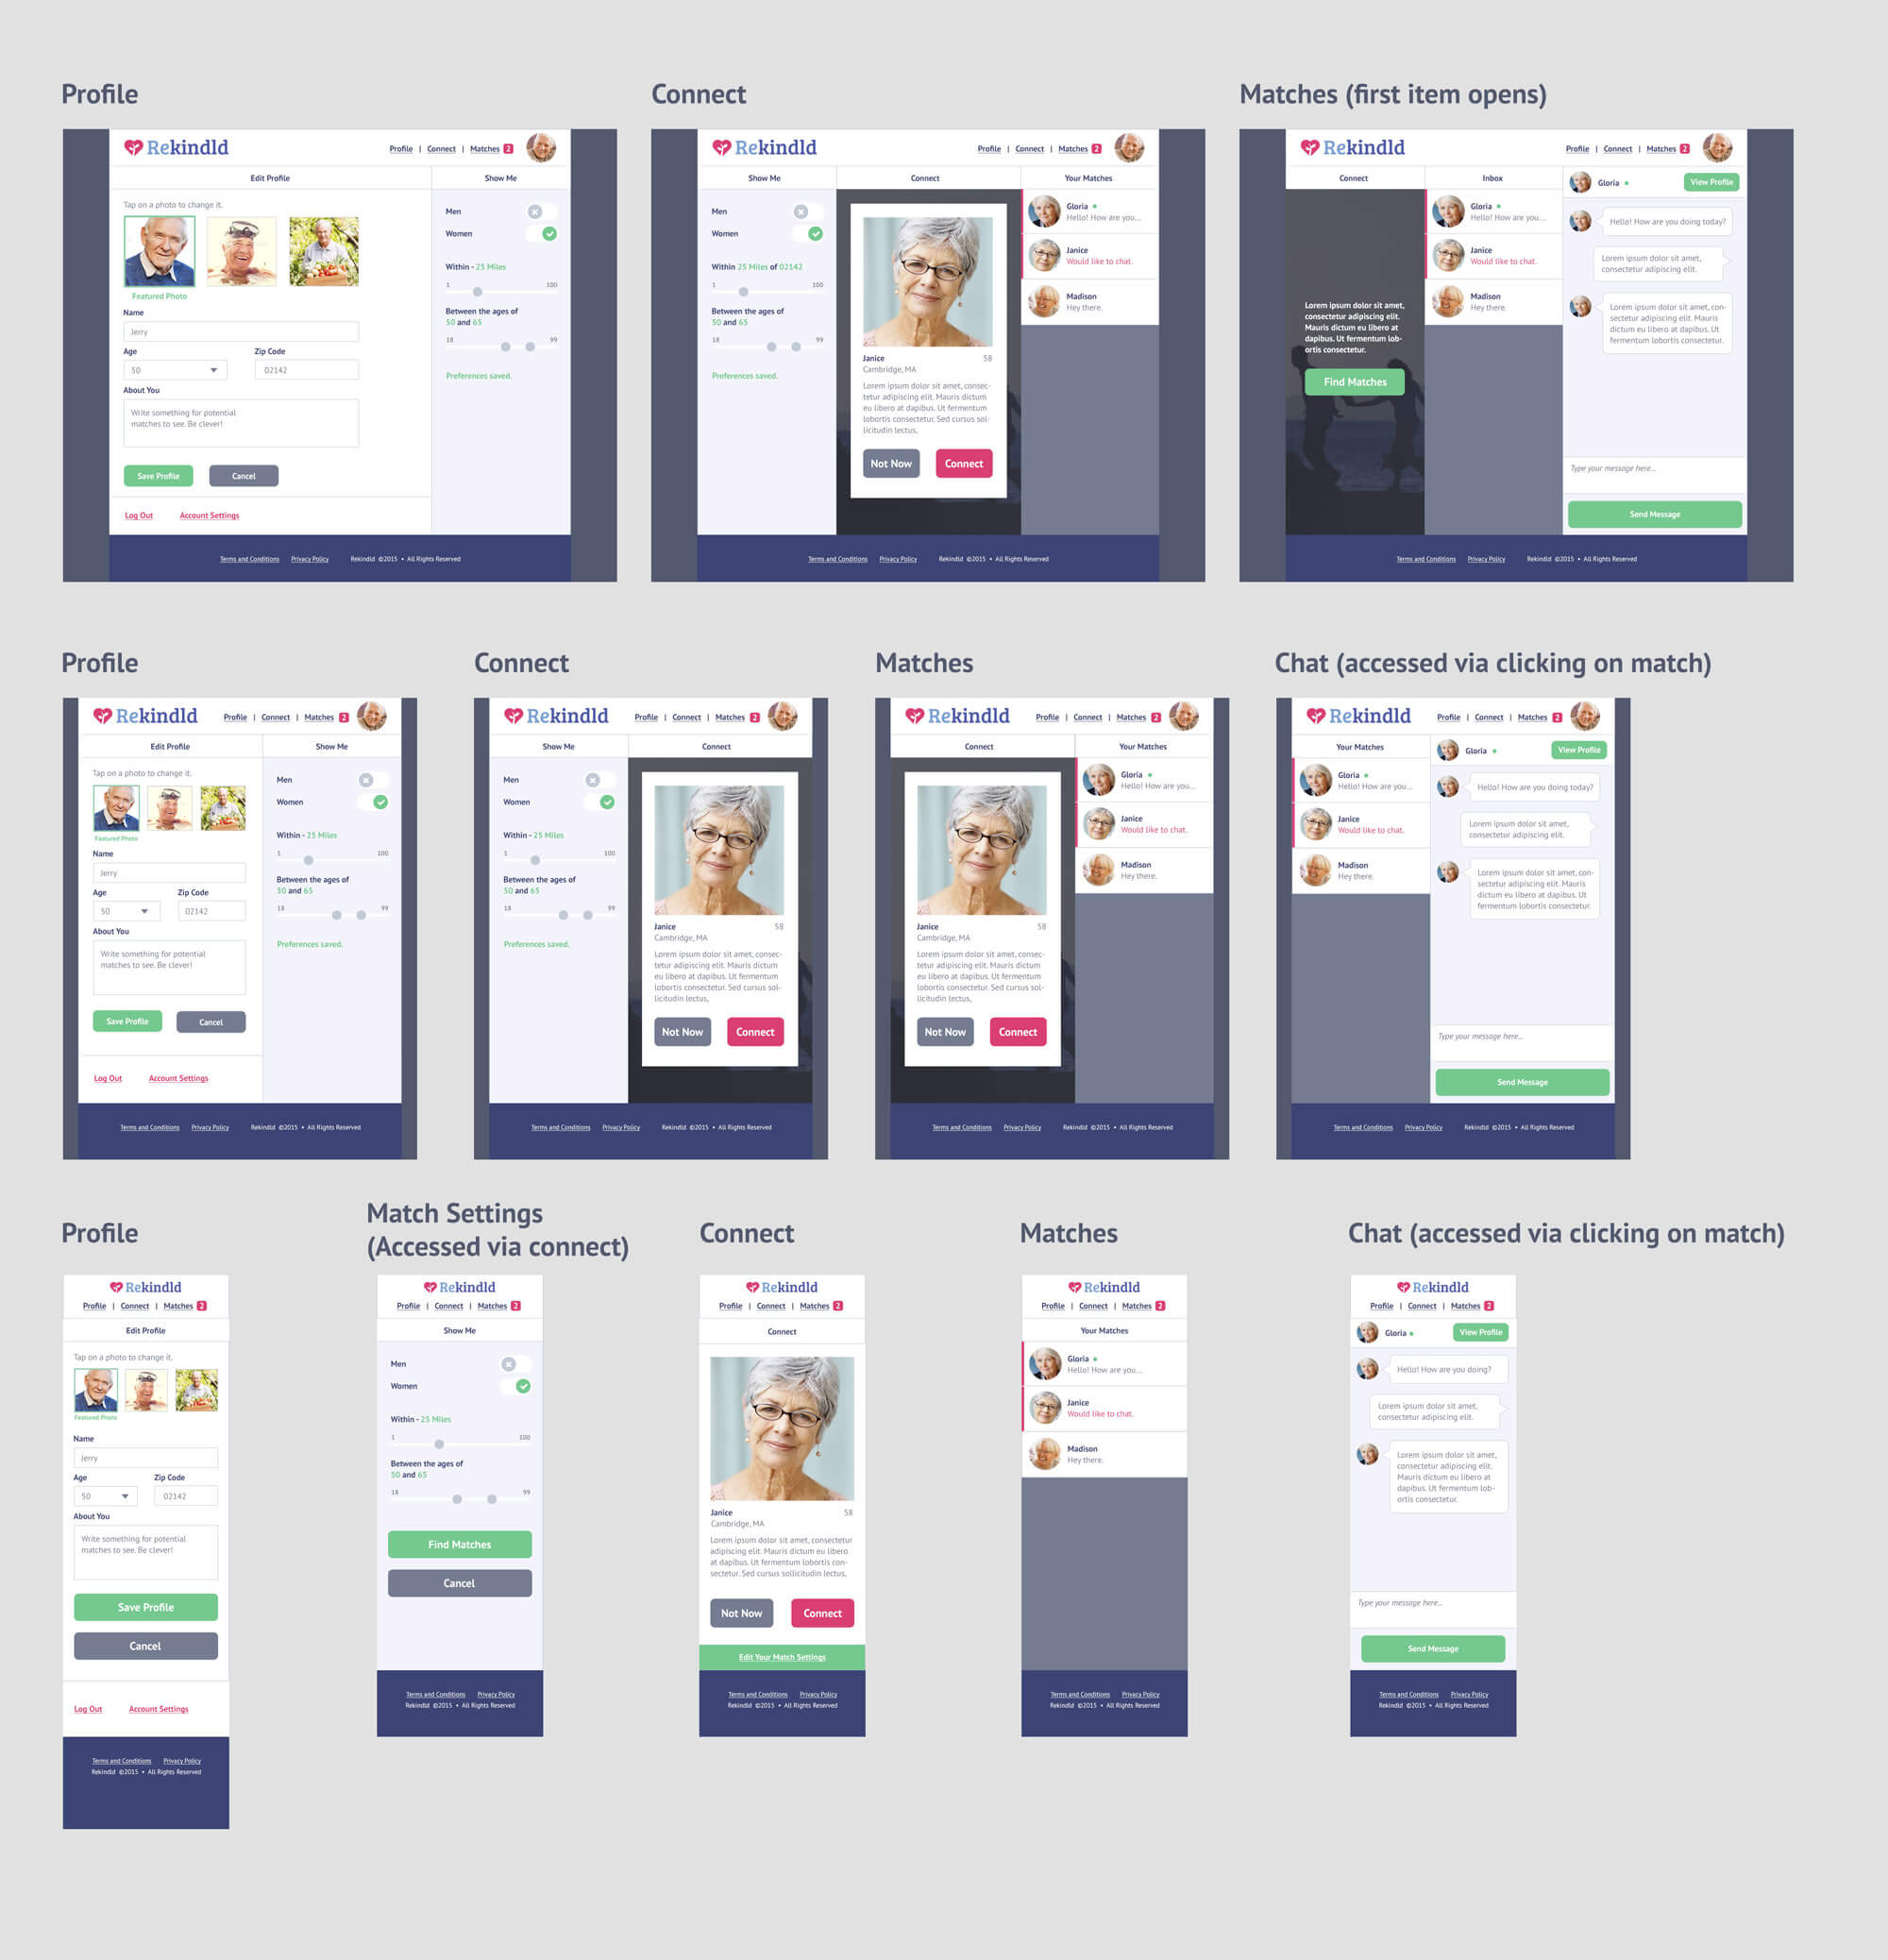 Profile
Rekindld
Profile | Connect | Matches 2
Edit Profile
Show Me
Tap on a photo to change it.
Featured Photo
Name
Jerry
Age
Zip Code
50
02142
About You
Write something for potential
matches to see. Be clever!
Save Profile
Cancel
Log Out
Account Settings
Men
Women
Within - 25 Miles
1
100
Between the ages of
50 and 65
18
99
Preferences saved.
Terms and Conditions
Privacy Policy
Rekindld ©2015 • All Rights Reserved
Connect
Rekindld
Profile | Connect | Matches 2
Show Me
Connect
Your Matches
Men
Women
Within 25 Miles of 02142
1
100
Between the ages of
50 and 65
18
99
Preferences saved.
Janice
58
Cambridge, MA
Lorem ipsum dolor sit amet, consec-
tetur adipiscing elit. Mauris dictum
eu libero at dapibus. Ut fermentum
lobortis consectetur. Sed cursus sol-
licitudin lectus,
Not Now
Connect
Gloria
Hello! How are you...
Janice
Would like to chat.
Madison
Hey there.
Terms and Conditions
Privacy Policy
Rekindld ©2015 • All Rights Reserved
Matches (first item opens)
Rekindld
Profile | Connect | Matches 2
Connect
Inbox
Gloria
View Profile
Lorem ipsum dolor sit amet,
consectetur adipiscing elit.
Mauris dictum eu libero at
dapibus. Ut fermentum lob-
ortis consectetur.
Find Matches
Gloria
Hello! How are you...
Janice
Would like to chat.
Madison
Hey there.
Hello! How are you doing today?
Lorem ipsum dolor sit amet,
consectetur adipiscing elit.
Lorem ipsum dolor sit amet, con-
sectetur adipiscing elit. Mauris
dictum eu libero at dapibus. Ut
fermentum lobortis consectetur.
Type your message here...
Send Message
Terms and Conditions
Privacy Policy
Rekindld ©2015 • All Rights Reserved
Profile
Rekindld
Profile | Connect | Matches 2
Edit Profile
Show Me
Tap on a photo to change it.
Featured Photo
Name
Jerry
Age
Zip Code
50
02142
About You
Write something for potential
matches to see. Be clever!
Save Profile
Cancel
Log Out
Account Settings
Men
Women
Within - 25 Miles
1
100
Between the ages of
50 and 65
18
99
Preferences saved.
Terms and Conditions
Privacy Policy
Rekindld ©2015 • All Rights Reserved
Connect
Rekindld
Profile | Connect | Matches 2
Show Me
Connect
Men
Women
Within - 25 Miles
1
100
Between the ages of
50 and 65
18
99
Preferences saved.
Janice
58
Cambridge, MA
Lorem ipsum dolor sit amet, consec-
tetur adipiscing elit. Mauris dictum
eu libero at dapibus. Ut fermentum
lobortis consectetur. Sed cursus sol-
licitudin lectus,
Not Now
Connect
Terms and Conditions
Privacy Policy
Rekindld ©2015 • All Rights Reserved
Matches
Rekindld
Profile | Connect | Matches 2
Connect
Your Matches
Janice
58
Cambridge, MA
Lorem ipsum dolor sit amet, consec-
tetur adipiscing elit. Mauris dictum
eu libero at dapibus. Ut fermentum
lobortis consectetur. Sed cursus sol-
licitudin lectus,
Not Now
Connect
Gloria
Hello! How are you...
Janice
Would like to chat.
Madison
Hey there.
Terms and Conditions
Privacy Policy
Rekindld ©2015 • All Rights Reserved
Chat (accessed via clicking on match)
Rekindld
Profile | Connect | Matches 2
Your Matches
Gloria
View Profile
Gloria
Hello! How are you...
Janice
Would like to chat.
Madison
Hey there.
Hello! How are you doing today?
Lorem ipsum dolor sit amet,
consectetur adipiscing elit.
Lorem ipsum dolor sit amet, con-
sectetur adipiscing elit. Mauris
dictum eu libero at dapibus. Ut
fermentum lobortis consectetur.
Type your message here...
Send Message
Terms and Conditions
Privacy Policy
Rekindld ©2015 • All Rights Reserved
Profile
Rekindld
Profile | Connect | Matches 2
Edit Profile
Tap on a photo to change it.
Featured Photo
Name
Jerry
Age
Zip Code
50
02142
About You
Write something for potential
matches to see. Be clever!
Save Profile
Cancel
Log Out
Account Settings
Terms and Conditions
Privacy Policy
Rekindld ©2015 • All Rights Reserved
Match Settings
(Accessed via connect)
Rekindld
Profile | Connect | Matches 2
Show Me
Men
Women
Within - 25 Miles
1
100
Between the ages of
50 and 65
18
99
Find Matches
Cancel
Terms and Conditions
Privacy Policy
Rekindld ©2015 • All Rights Reserved
Connect
Rekindld
Profile | Connect | Matches 2
Connect
Janice
58
Cambridge, MA
Lorem ipsum dolor sit amet, consectetur
adipiscing elit. Mauris dictum eu libero
at dapibus. Ut fermentum lobortis con-
sectetur. Sed cursus sollicitudin lectus,
Not Now
Connect
Edit Your Match Settings
Terms and Conditions
Privacy Policy
Rekindld ©2015 • All Rights Reserved
Matches
Rekindld
Profile | Connect | Matches 2
Your Matches
Gloria
Hello! How are you...
Janice
Would like to chat.
Madison
Hey there.
Terms and Conditions
Privacy Policy
Rekindld ©2015 • All Rights Reserved
Chat (accessed via clicking on match)
Rekindld
Profile | Connect | Matches 2
Gloria
View Profile
Hello! How are you doing?
Lorem ipsum dolor sit amet,
consectetur adipiscing elit.
Lorem ipsum dolor sit amet,
consectetur adipiscing elit.
Mauris dictum eu libero at
dapibus. Ut fermentum lob-
ortis consectetur.
Type your message here...
Send Message
Terms and Conditions
Privacy Policy
Rekindld ©2015 • All Rights Reserved